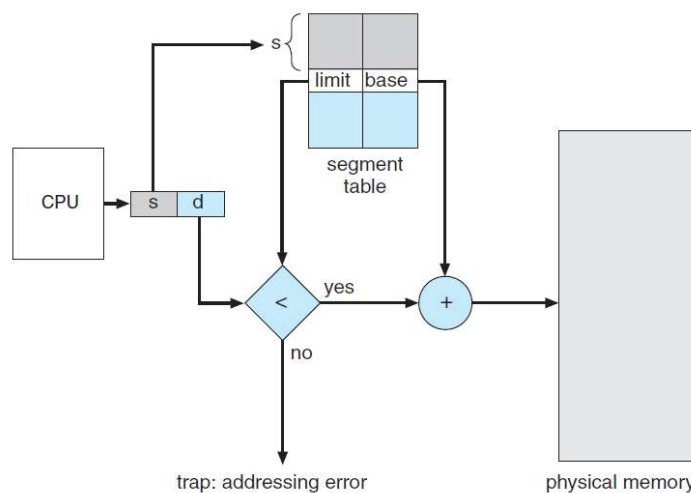 s
limit base
segment
table
CPU
s d
<
yes
+
no
trap: addressing error
physical memory